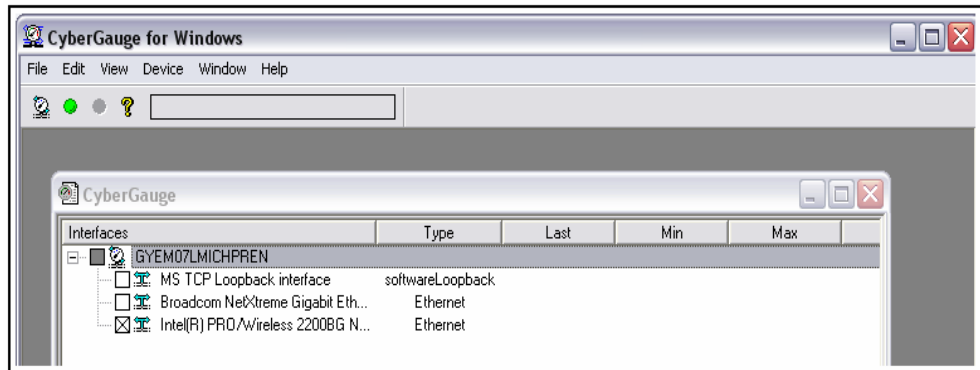 CyberGauge for Windows
File Edit View Device Window Help
CyberGauge
Interfaces Type Last Min Max
GYEM07LMICHPREN
MS TCP Loopback interface softwareLoopback
Broadcom NetXtreme Gigabit Eth... Ethernet
Intel(R) PRO/Wireless 2200BG N... Ethernet